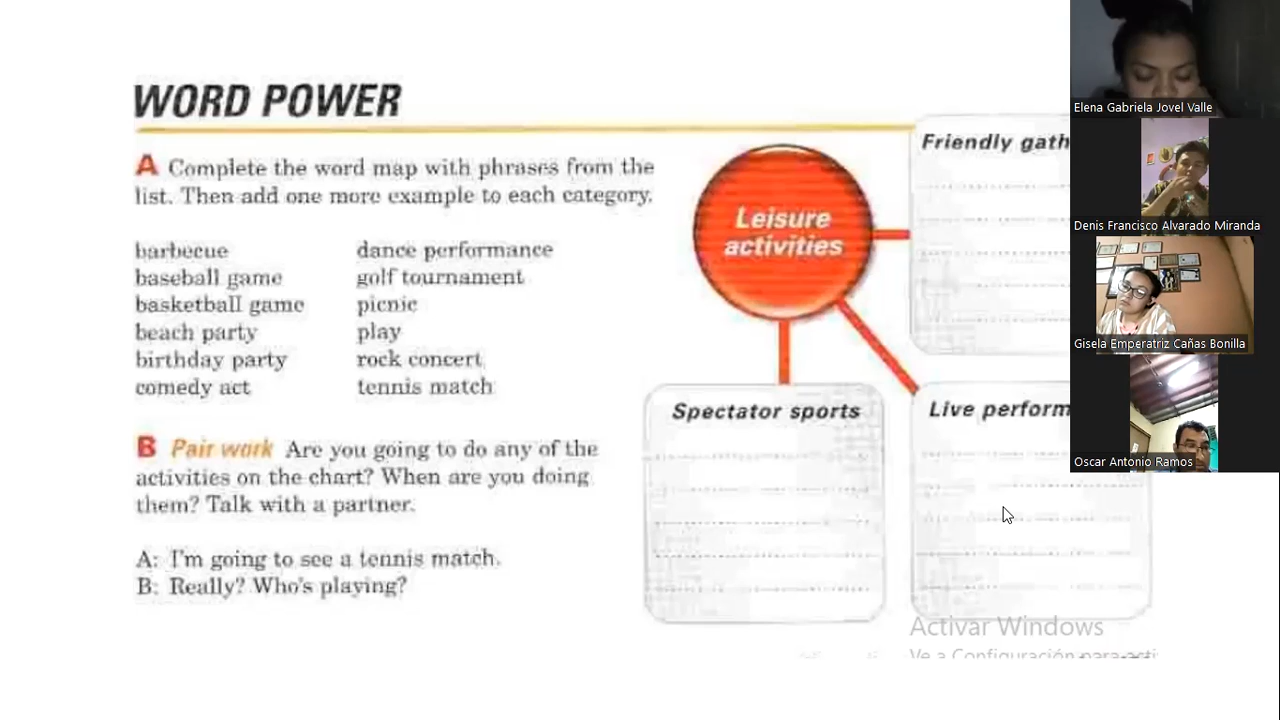 WORD POWER
A Complete the word map with phrases from the
list. Then add one more example to each category.
barbecue
baseball game
basketball game
beach party
birthday party
comedy act
dance performance
golf tournament
picnic
play
rock concert
tennis match
B Pair work Are you going to do any of the
activities on the chart? When are you doing
them? Talk with a partner.
A: I'm going to see a tennis match.
B: Really? Who's playing?
Leisure
activities
Friendly gath
Spectator sports
Live perform
Elena Gabriela Jovel Valle
Denis Francisco Alvarado Miranda
Gisela Emperatriz Cañas Bonilla
Oscar Antonio Ramos
Activar Windows
Ve a Configuración para acti